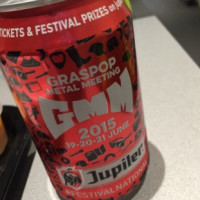 TICKETS & FESTIVAL PRIZES
GRASPOP
METAL MEETING
GMM
2015
19-20-21 JUNE
Jupiler
#FESTIVALNATION